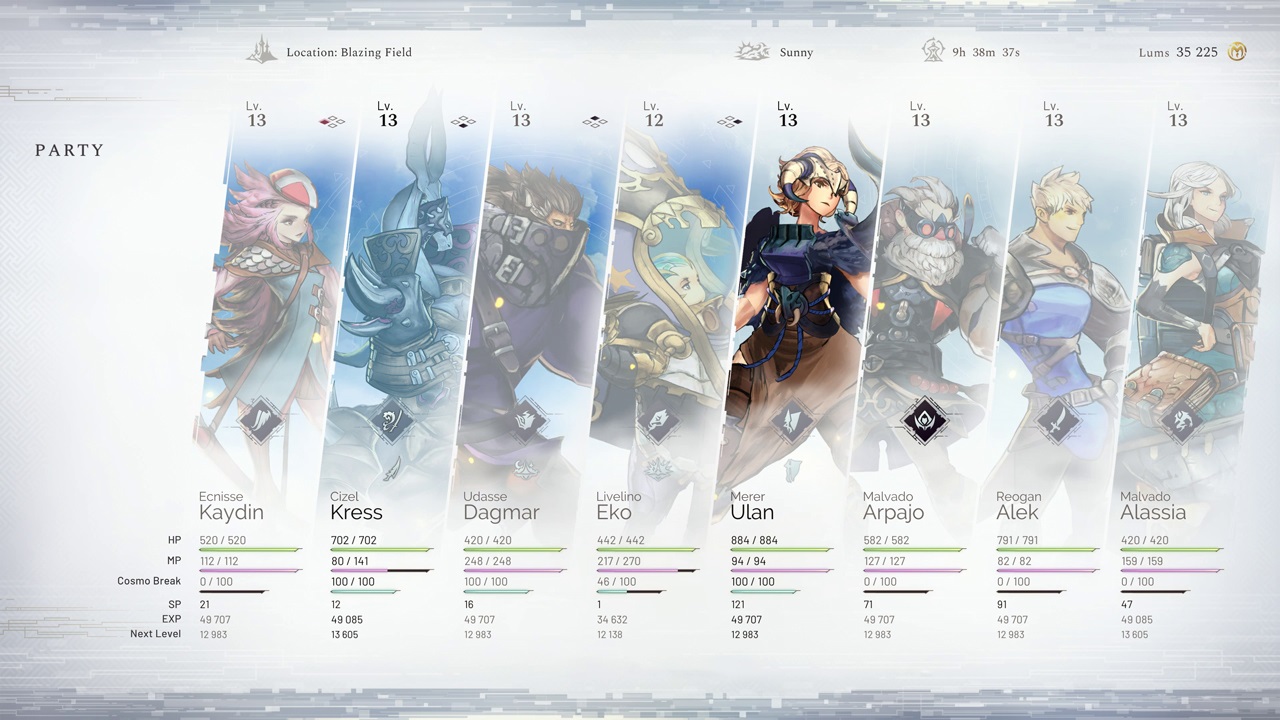 Location: Blazing Field
Sunny
9h 38m 37s
Lums 35 225
PARTY
Lv. 13
Lv. 13
Lv. 13
Lv. 12
Lv. 13
Lv. 13
Lv. 13
Lv. 13
Ecnisse Cizel Udasse Livelino Merer Malvado Reogan Malvado
Kaydin Kress Dagmar Eko Ulan Arpajo Alek Alassia
HP 520 / 520 702 / 702 420 / 420 442 / 442 884 / 884 582 / 582 791 / 791 420 / 420
MP 112 / 112 80 / 141 248 / 248 217 / 270 94 / 94 127 / 127 82 / 82 159 / 159
Cosmo Break 0 / 100 100 / 100 100 / 100 46 / 100 100 / 100 0 / 100 0 / 100 0 / 100
SP 21 12 16 1 121 71 91 47
EXP 49 707 49 085 49 707 34 632 49 707 49 707 49 707 49 085
Next Level 12 983 13 605 12 983 12 138 12 983 12 983 12 983 13 605